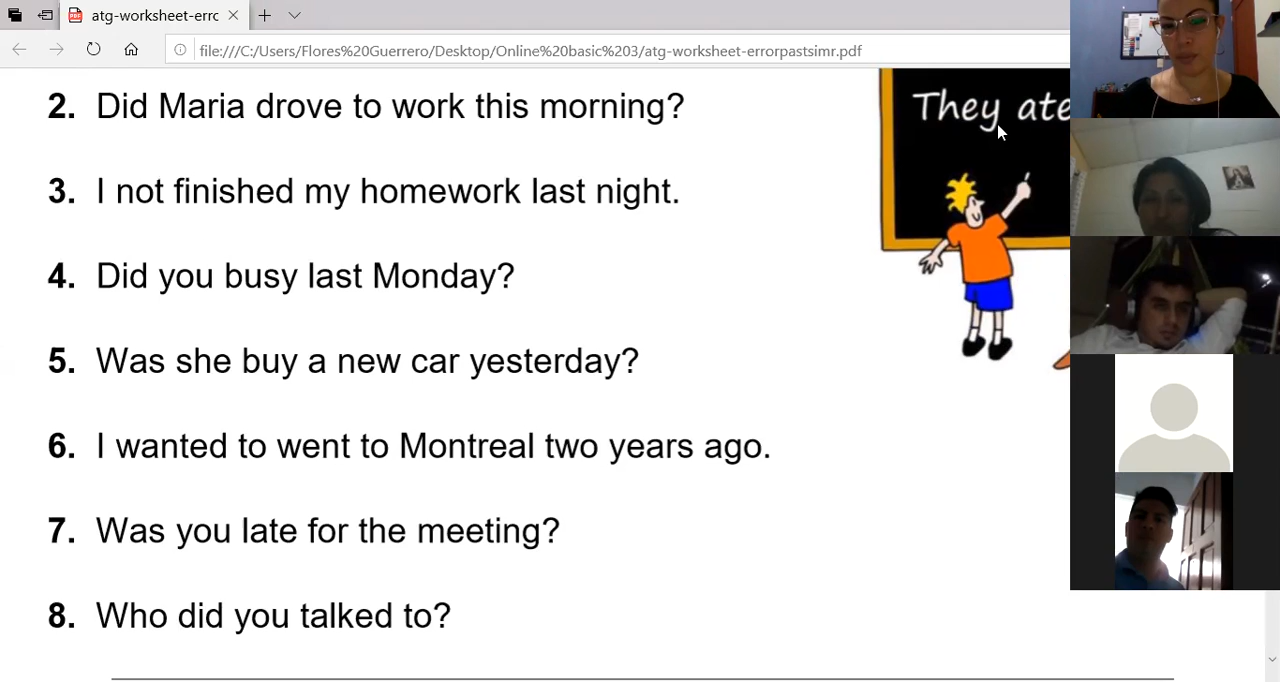 atg-worksheet-errc
file:///C:/Users/Flores%20Guerrero/Desktop/Online%20basic%203/atg-worksheet-errorpastsimr.pdf
They ate
2. Did Maria drove to work this morning?
3. I not finished my homework last night.
4. Did you busy last Monday?
5. Was she buy a new car yesterday?
6. I wanted to went to Montreal two years ago.
7. Was you late for the meeting?
8. Who did you talked to?